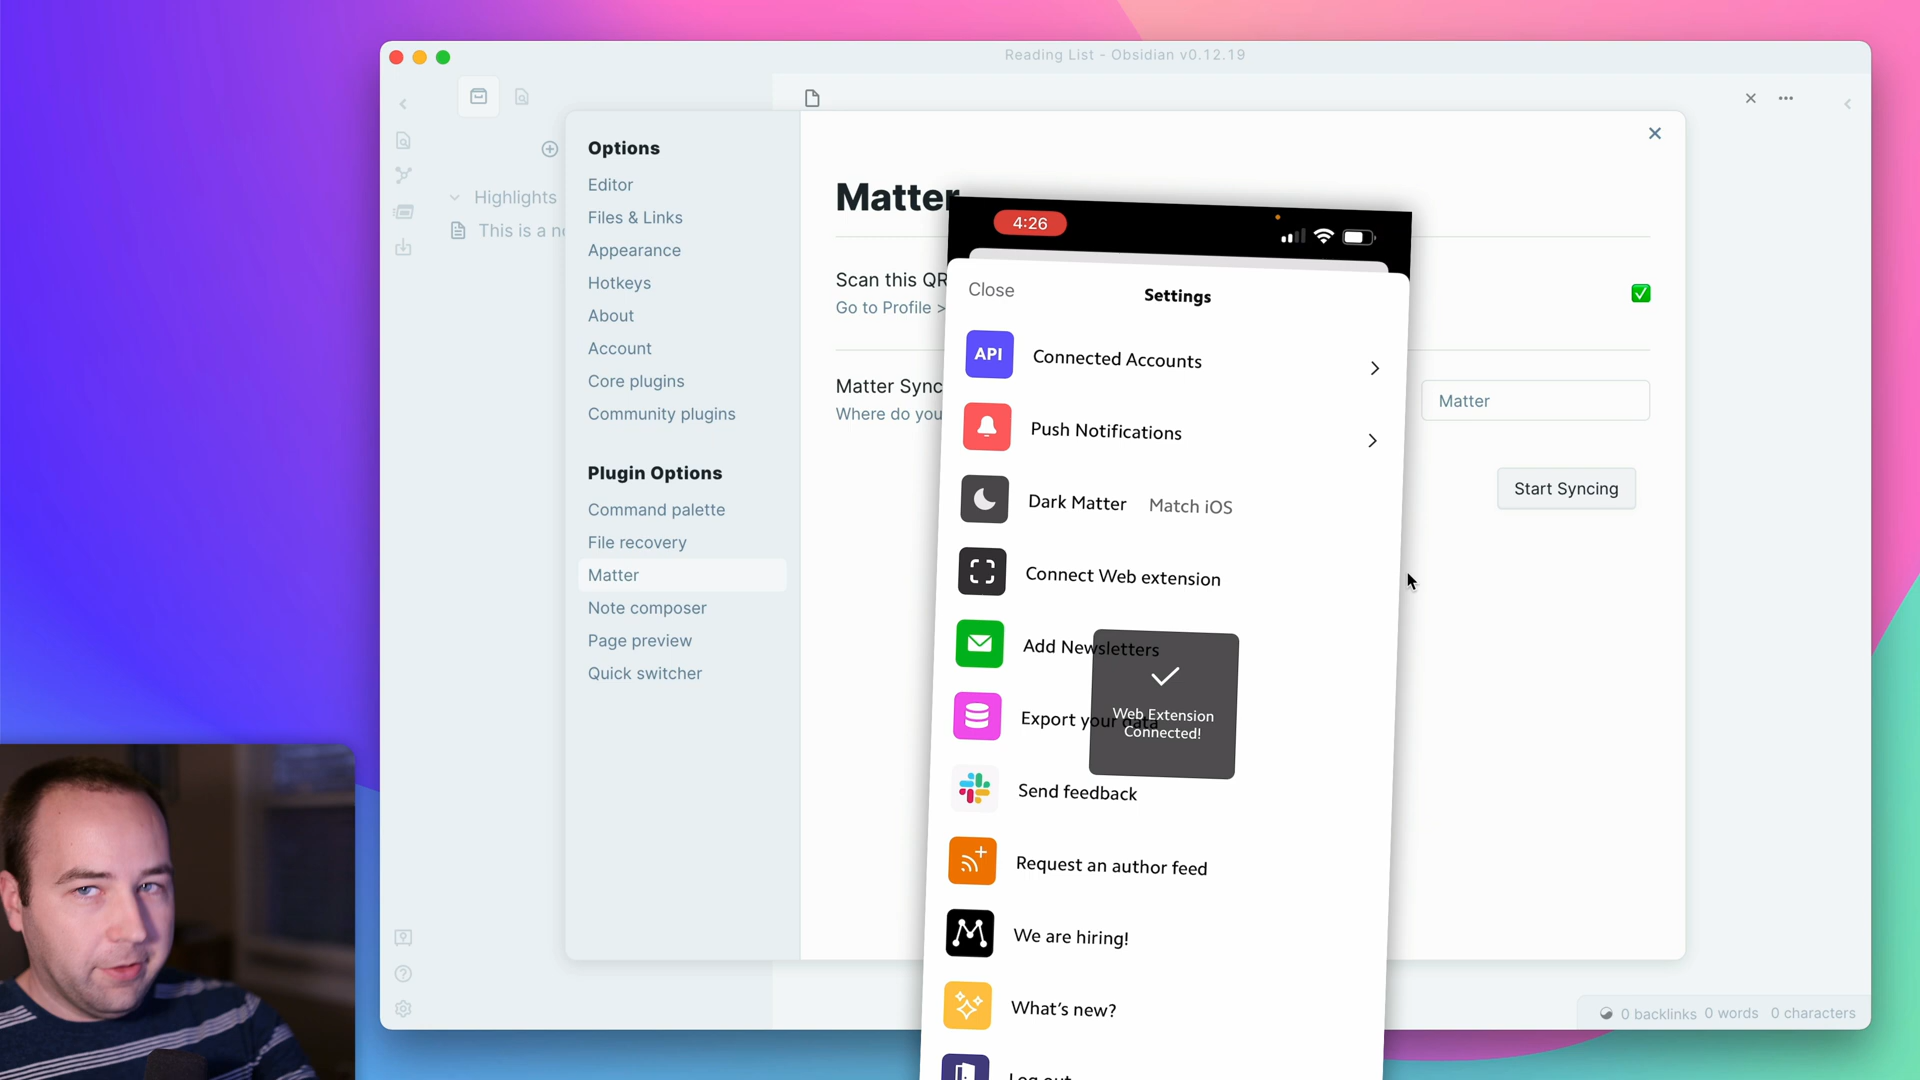 Reading List - Obsidian v0.12.19
Options
Editor
Files & Links
Appearance
Hotkeys
About
Account
Core plugins
Community plugins
Plugin Options
Command palette
File recovery
Matter
Note composer
Page preview
Quick switcher
Highlights
This is a
Matter
Scan this QR
Go to Profile >
Matter Sync
Where do you
Matter
Start Syncing
4:26
Close
Settings
API
Connected Accounts
Push Notifications
Dark Matter Match iOS
Connect Web extension
Add Newsletters
Export your data
Web Extension
Connected!
Send feedback
Request an author feed
We are hiring!
What's new?
Log out
0 backlinks 0 words 0 characters